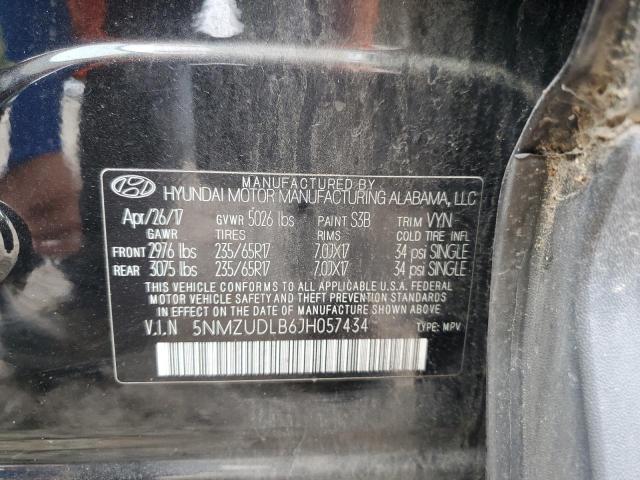 MANUFACTURED BY
HYUNDAI MOTOR MANUFACTURING ALABAMA, LLC
Apr/26/17 GVWR 5026 lbs PAINT S3B TRIM VYN
GAWR TIRES RIMS COLD TIRE INFL
FRONT 2976 lbs 235/65R17 7.0JX17 34 psi SINGLE
REAR 3075 lbs 235/65R17 7.0JX17 34 psi SINGLE
THIS VEHICLE CONFORMS TO ALL APPLICABLE U.S.A. FEDERAL
MOTOR VEHICLE SAFETY AND THEFT PREVENTION STANDARDS
IN EFFECT ON THE DATE OF MANUFACTURE SHOWN ABOVE
V.I.N 5NMZUDLB6JH057434 TYPE: MPV